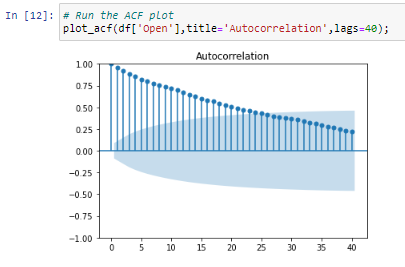 In [12]: # Run the ACF plot
plot_acf(df['Open'],title='Autocorrelation',lags=40);
Autocorrelation
1.00
0.75
0.50
0.25
0.00
−0.25
−0.50
−0.75
−1.00
0 5 10 15 20 25 30 35 40